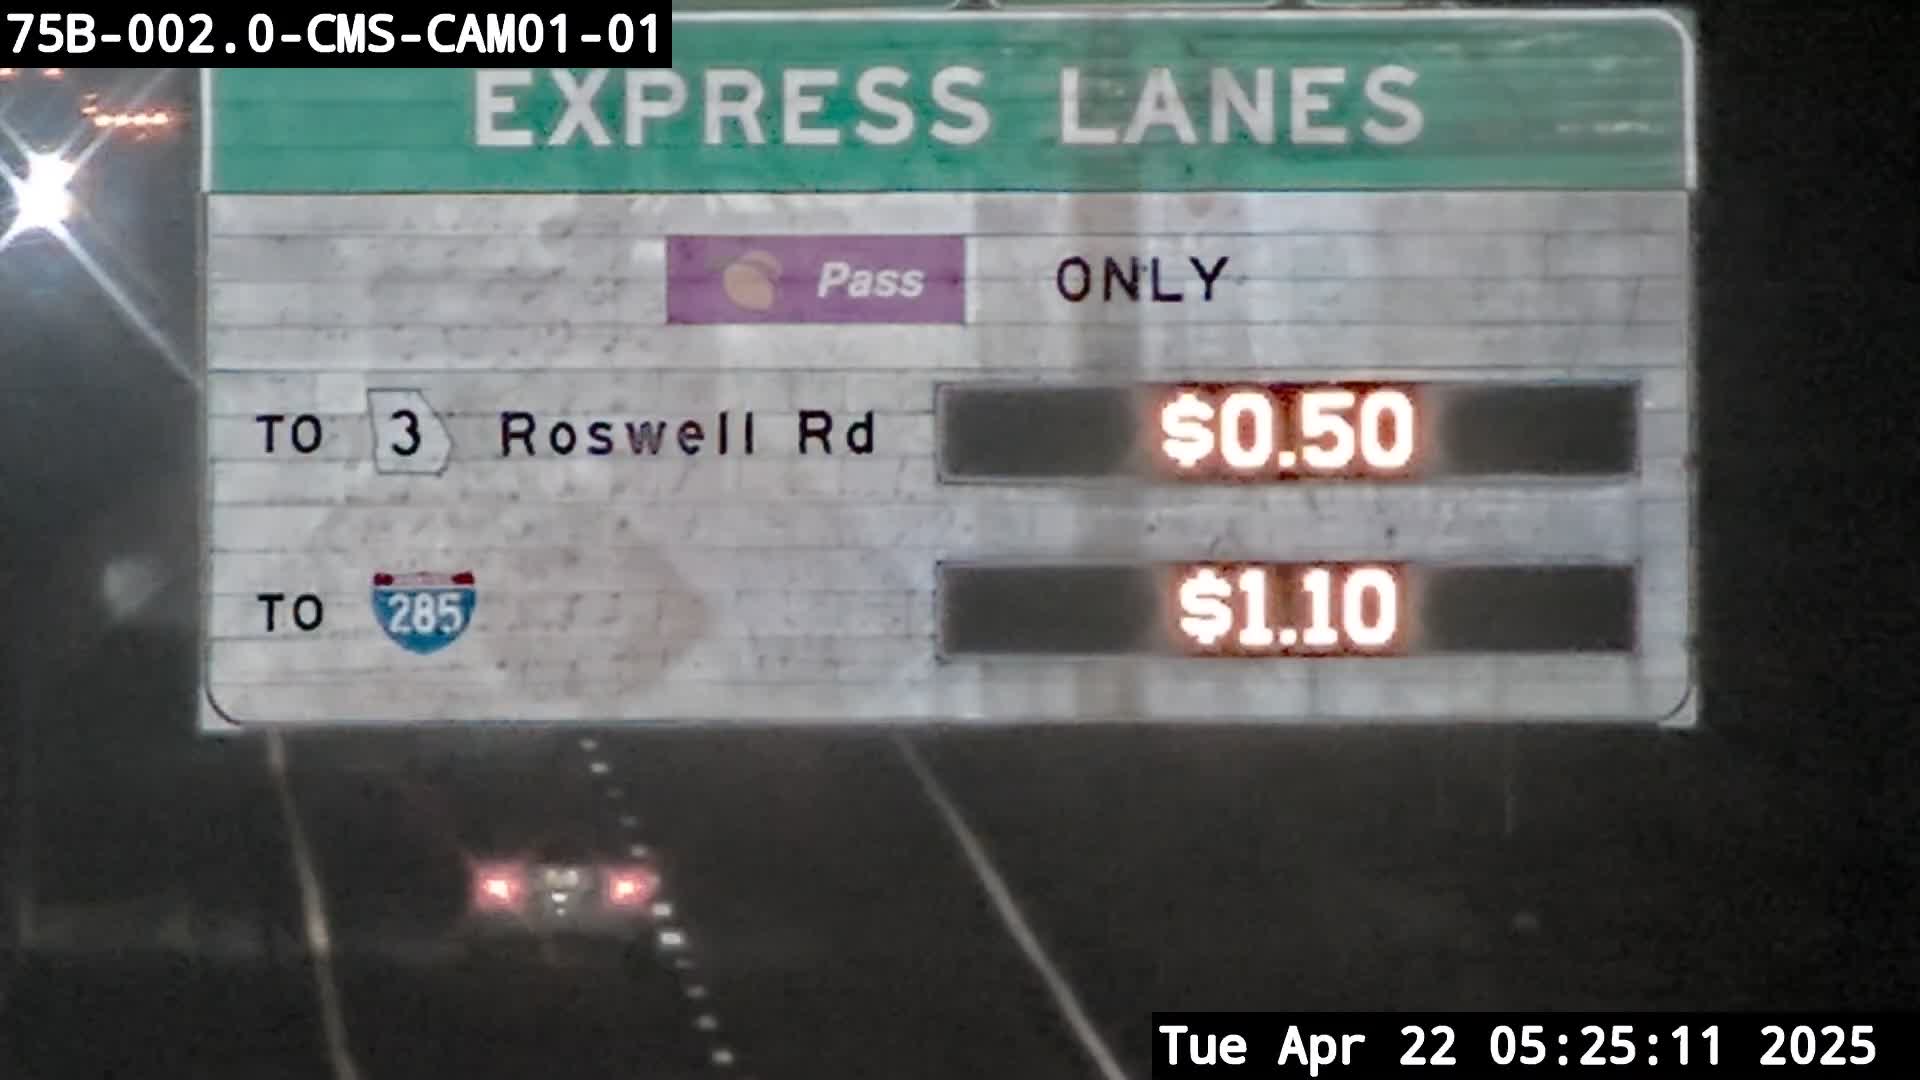 75B-002.0-CMS-CAM01-01
EXPRESS LANES
Pass ONLY
TO 3 Roswell Rd $0.50
TO 285 $1.10
Tue Apr 22 05:25:11 2025